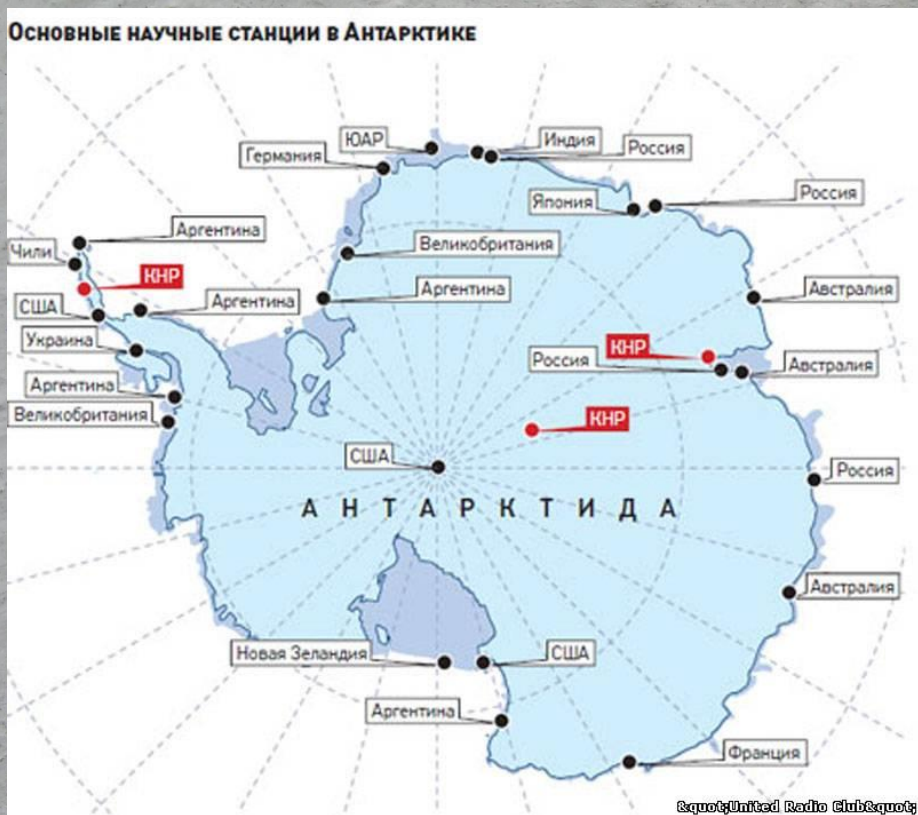 Основные научные станции в Антарктике
ЮАР
Индия
Германия
Россия
Япония
Россия
Аргентина
Чили
Великобритания
КНР
Аргентина
Аргентина
Австралия
США
Украина
КНР
Россия
Австралия
Аргентина
Великобритания
КНР
США
Россия
АНТАРКТИДА
Австралия
Новая Зеландия
США
Аргентина
Франция
&quot;United Radio Club&quot;